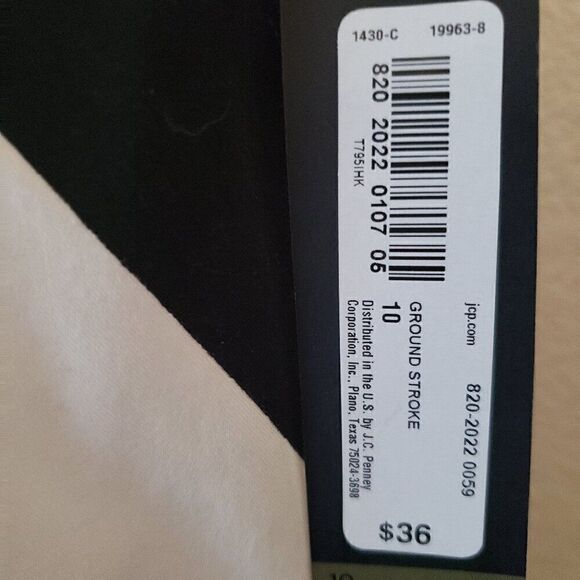 1430-C 19963-8
820 2022 0107 05
T795IHK
jcp.com 820-2022 0059
GROUND STROKE
10
Distributed in the U.S. by J.C. Penney
Corporation, Inc., Plano, Texas 75024-3698
$36